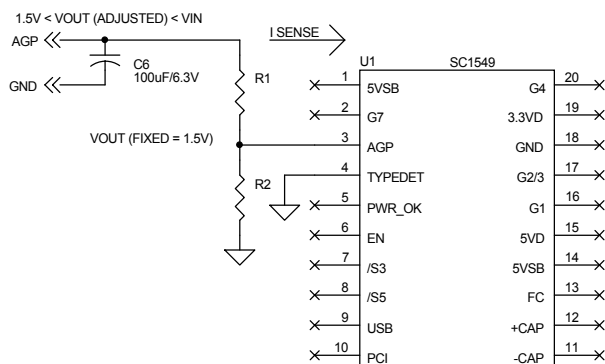 1.5V < VOUT (ADJUSTED) < VIN
AGP
GND
C6
100uF/6.3V
R1
I SENSE
VOUT (FIXED = 1.5V)
R2
U1
SC1549
1 5VSB
2 G7
3 AGP
4 TYPEDET
5 PWR_OK
6 EN
7 /S3
8 /S5
9 USB
10 PCI
G4 20
3.3VD 19
GND 18
G2/3 17
G1 16
5VD 15
5VSB 14
FC 13
+CAP 12
-CAP 11